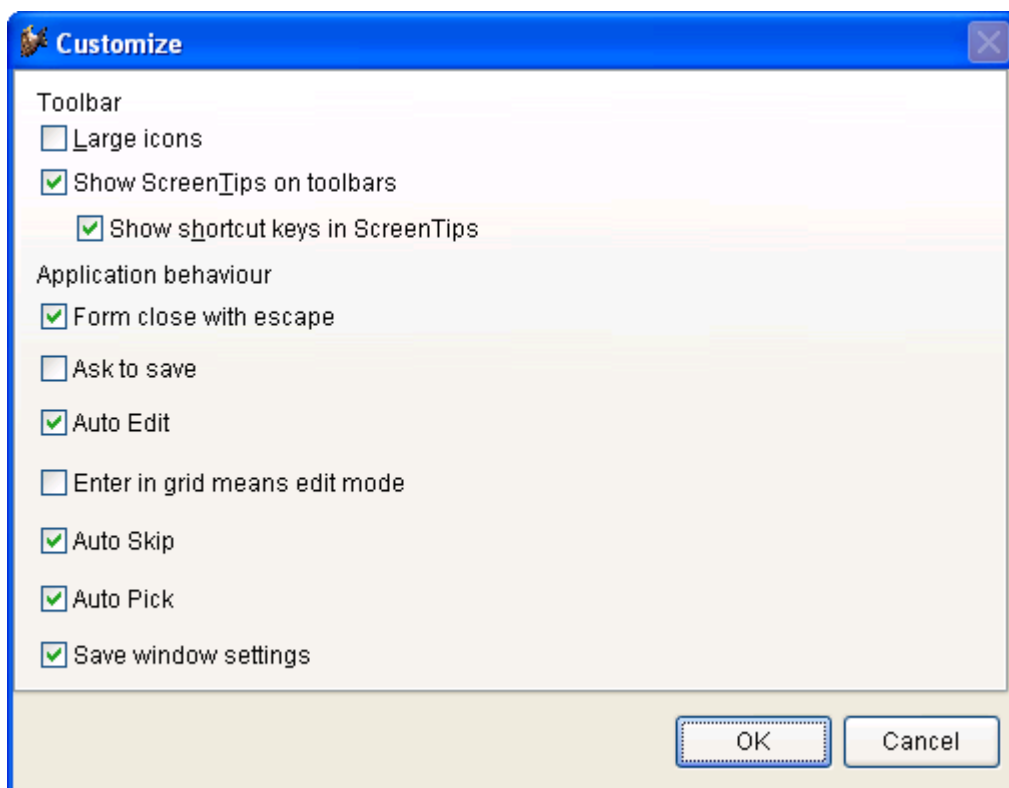 Customize
Toolbar
Large icons
Show ScreenTips on toolbars
Show shortcut keys in ScreenTips
Application behaviour
Form close with escape
Ask to save
Auto Edit
Enter in grid means edit mode
Auto Skip
Auto Pick
Save window settings
OK Cancel